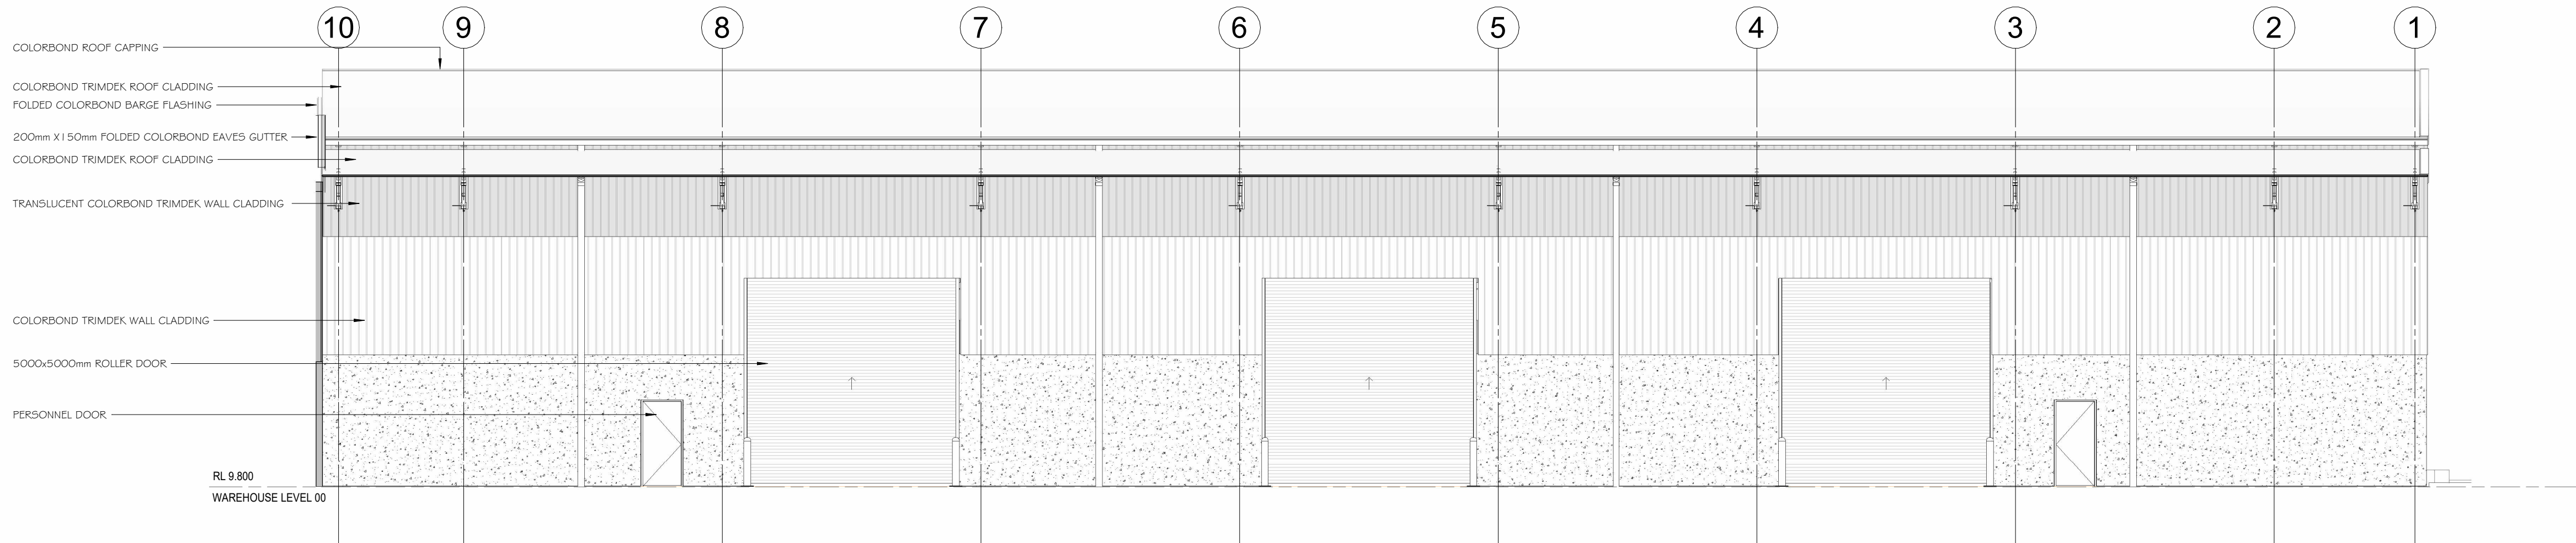 10 9 8 7 6 5 4 3 2 1
COLORBOND ROOF CAPPING
COLORBOND TRIMDEK ROOF CLADDING
FOLDED COLORBOND BARGE FLASHING
200mm X150mm FOLDED COLORBOND EAVES GUTTER
COLORBOND TRIMDEK ROOF CLADDING
TRANSLUCENT COLORBOND TRIMDEK WALL CLADDING
COLORBOND TRIMDEK WALL CLADDING
5000x5000mm ROLLER DOOR
PERSONNEL DOOR
RL 9.800
WAREHOUSE LEVEL 00